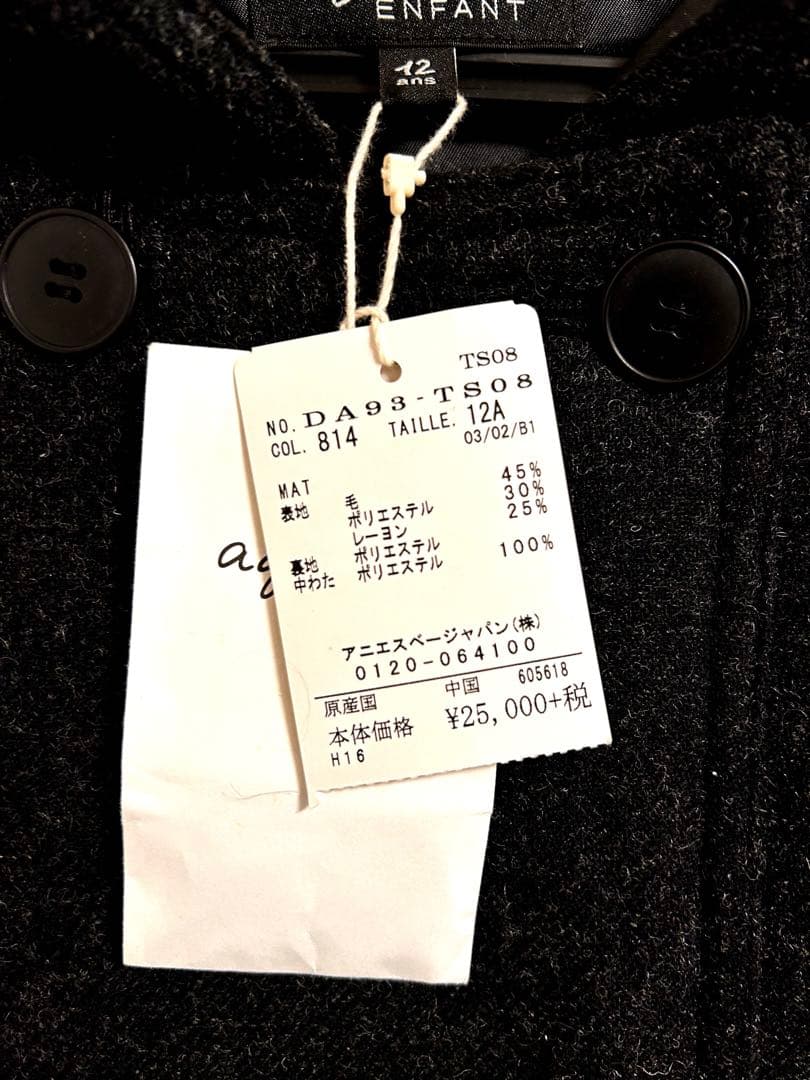 ENFANT
12
ans
TS08
NO. DA93-TS08
COL. 814 TAILLE. 12A
03/02/B1
MAT
表地 毛 45%
ポリエステル 30%
レーヨン 25%
裏地 ポリエステル
中わた ポリエステル 100%
アニエスベージャパン(株)
0120-064100
原産国 中国 605618
本体価格 ¥25,000+税
H16